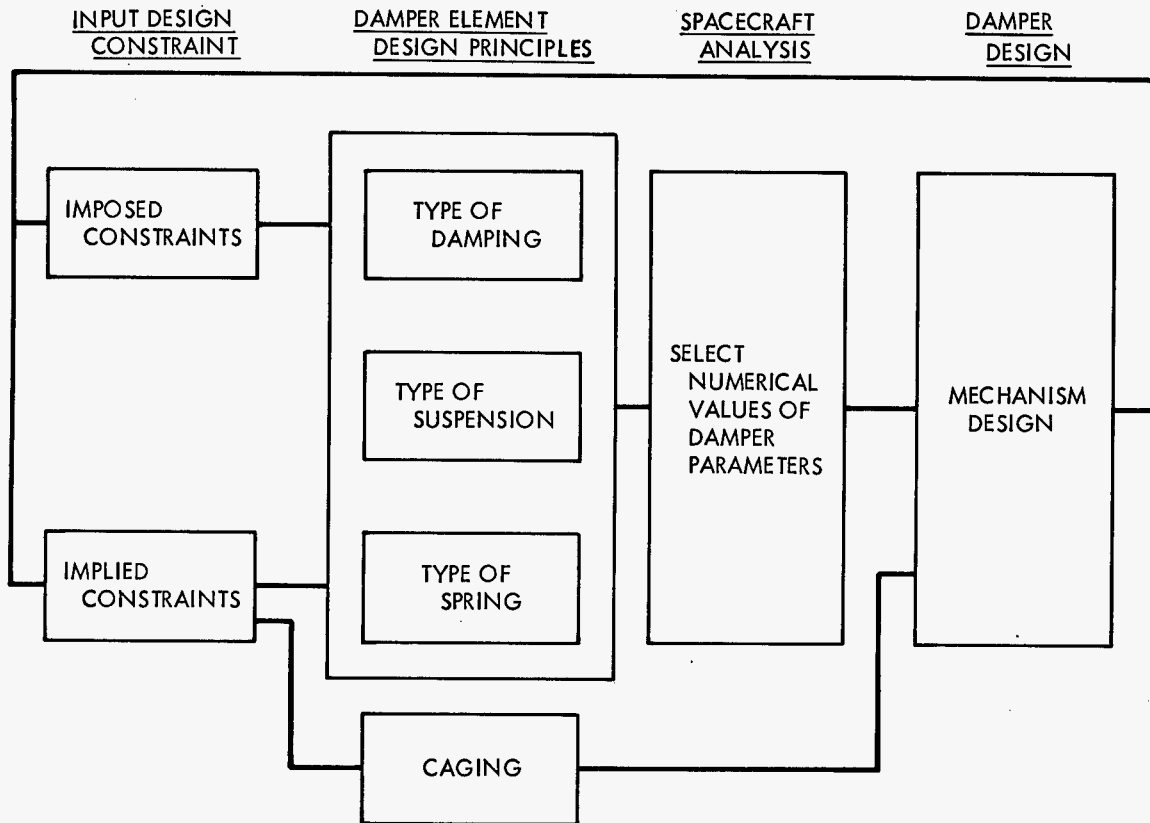 INPUT DESIGN
CONSTRAINT
DAMPER ELEMENT
DESIGN PRINCIPLES
SPACECRAFT
ANALYSIS
DAMPER
DESIGN
IMPOSED
CONSTRAINTS
TYPE OF
DAMPING
TYPE OF
SUSPENSION
SELECT
NUMERICAL
VALUES OF
DAMPER
PARAMETERS
MECHANISM
DESIGN
IMPLIED
CONSTRAINTS
TYPE OF
SPRING
CAGING